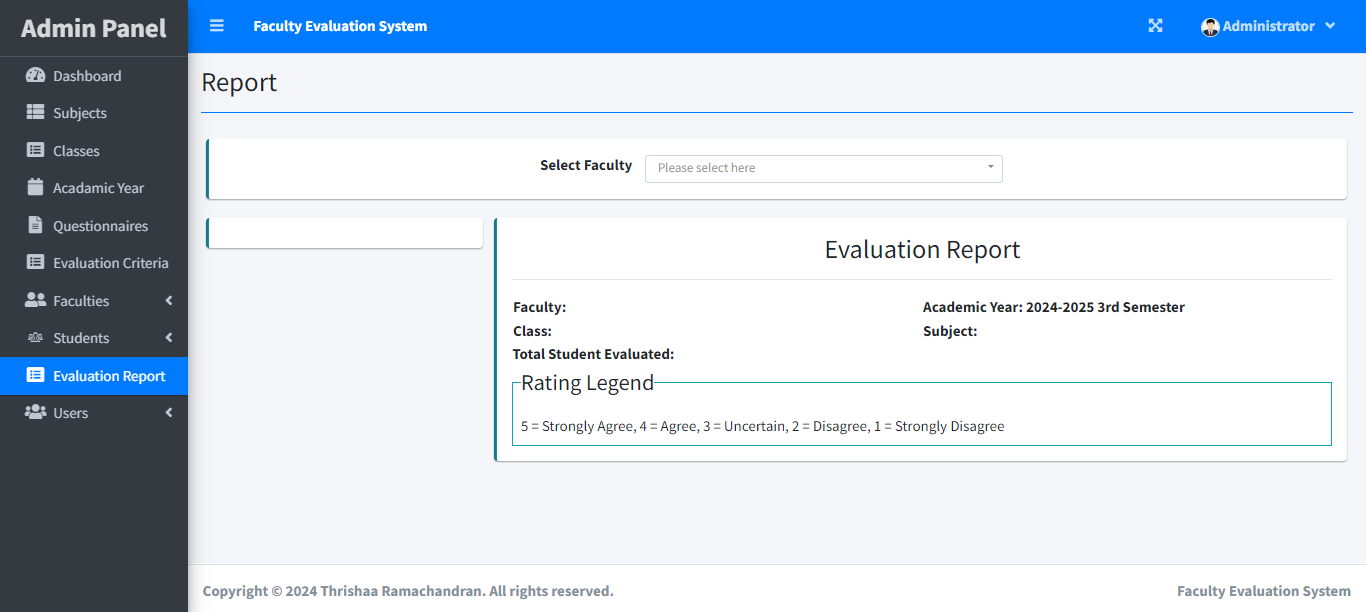 Admin Panel
Faculty Evaluation System
Administrator
Dashboard
Subjects
Classes
Acadamic Year
Questionnaires
Evaluation Criteria
Faculties
Students
Evaluation Report
Users
Report
Select Faculty
Please select here
Evaluation Report
Faculty:
Academic Year: 2024-2025 3rd Semester
Class:
Subject:
Total Student Evaluated:
Rating Legend
5 = Strongly Agree, 4 = Agree, 3 = Uncertain, 2 = Disagree, 1 = Strongly Disagree
Copyright © 2024 Thrishaa Ramachandran. All rights reserved.
Faculty Evaluation System